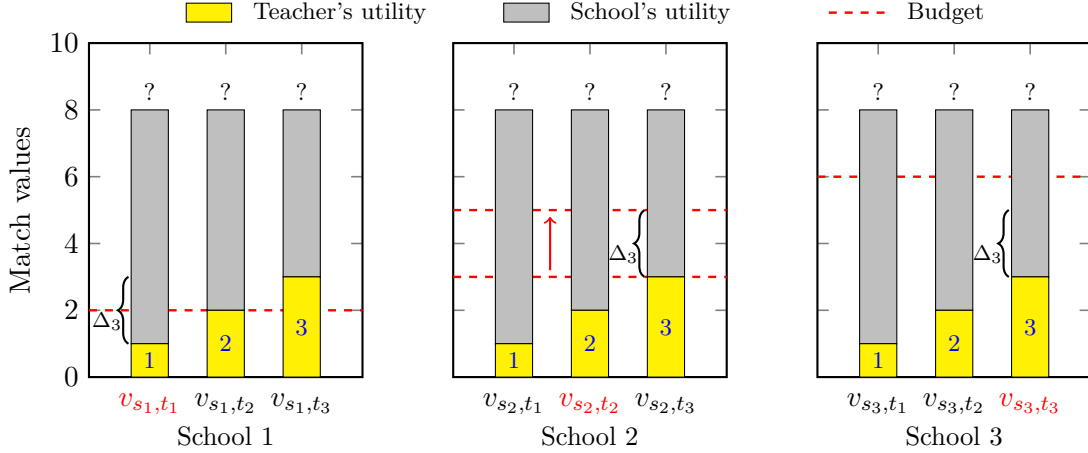 Teacher's utility School's utility Budget
Match values
10
8
6
4
2
0
? ? ?
Δ₃
1 2 3
v_{s₁,t₁} v_{s₁,t₂} v_{s₁,t₃}
School 1
? ? ?
Δ₃
1 2 3
v_{s₂,t₁} v_{s₂,t₂} v_{s₂,t₃}
School 2
? ? ?
Δ₃
1 2 3
v_{s₃,t₁} v_{s₃,t₂} v_{s₃,t₃}
School 3